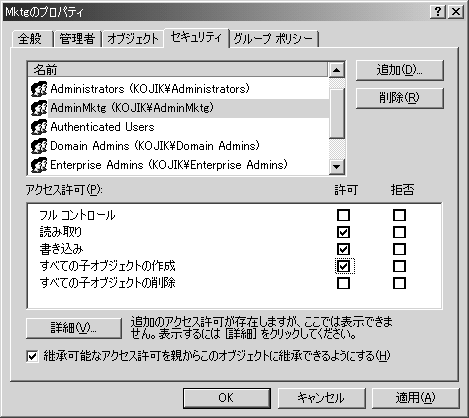 Mktgのプロパティ
全般 管理者 オブジェクト セキュリティ グループ ポリシー
名前
Administrators (KOJIK¥Administrators)
AdminMktg (KOJIK¥AdminMktg)
Authenticated Users
Domain Admins (KOJIK¥Domain Admins)
Enterprise Admins (KOJIK¥Enterprise Admins)
追加(D)...
削除(R)
アクセス許可(P): 許可 拒否
フル コントロール
読み取り
書き込み
すべての子オブジェクトの作成
すべての子オブジェクトの削除
詳細(V)...
追加のアクセス許可が存在しますが、ここでは表示できま
せん。表示するには [詳細] をクリックしてください。
継承可能なアクセス許可を親からこのオブジェクトに継承できるようにする(H)
OK キャンセル 適用(A)